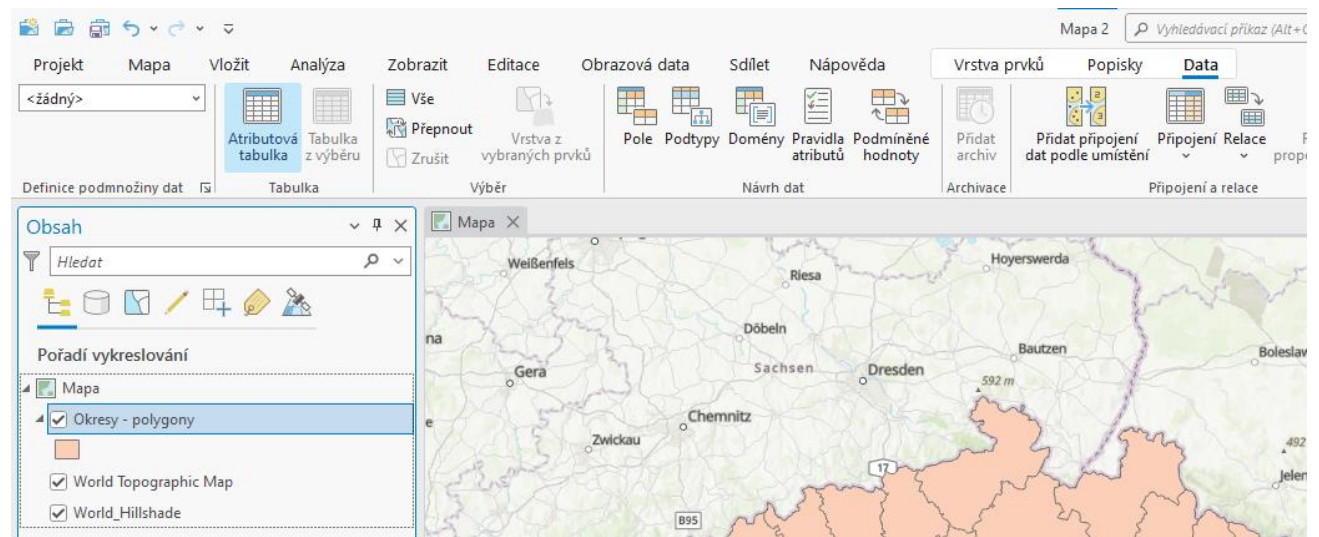 Mapa 2
Vyhledávací příkaz (Alt+
Projekt Mapa Vložit Analýza Zobrazit Editace Obrazová data Sdílet Nápověda Vrstva prvků Popisky Data
<žádný>
Atributová tabulka
Tabulka z výběru
Vše
Přepnout
Zrušit
Vrstva z vybraných prvků
Pole
Podtypy
Domény
Pravidla atributů
Podmíněné hodnoty
Přidat archiv
Přidat připojení dat podle umístění
Připojení
Relace
Definice podmnožiny dat
Tabulka
Výběr
Návrh dat
Archivace
Připojení a relace
Obsah
Hledat
Pořadí vykreslování
Mapa
Okresy - polygony
World Topographic Map
World_Hillshade
Mapa
Weißenfels
Riesa
Hoyerswerda
na
Döbeln
Bautzen
Gera
Sachsen
Dresden
592 m
e
Chemnitz
Zwickau
17
492
B95